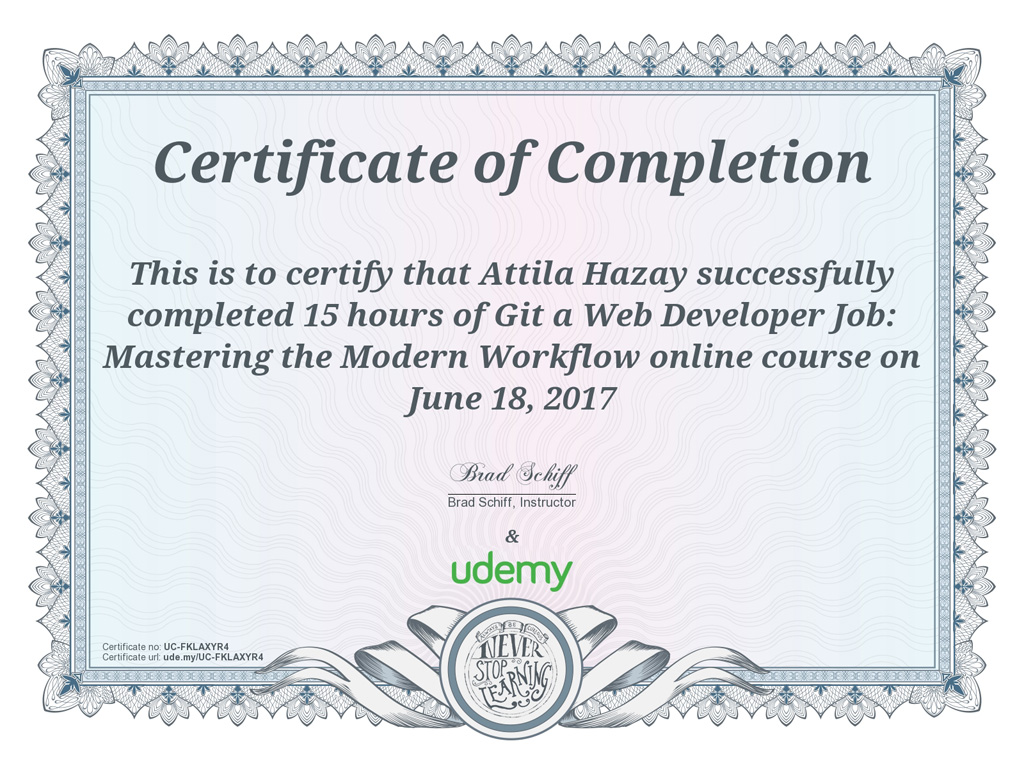 Certificate of Completion
This is to certify that Attila Hazay successfully
completed 15 hours of Git a Web Developer Job:
Mastering the Modern Workflow online course on
June 18, 2017
Brad Schiff
Brad Schiff, Instructor
&
udemy
Certificate no: UC-FKLAXYR4
Certificate url: ude.my/UC-FKLAXYR4
NEVER
STOP
LEARNING